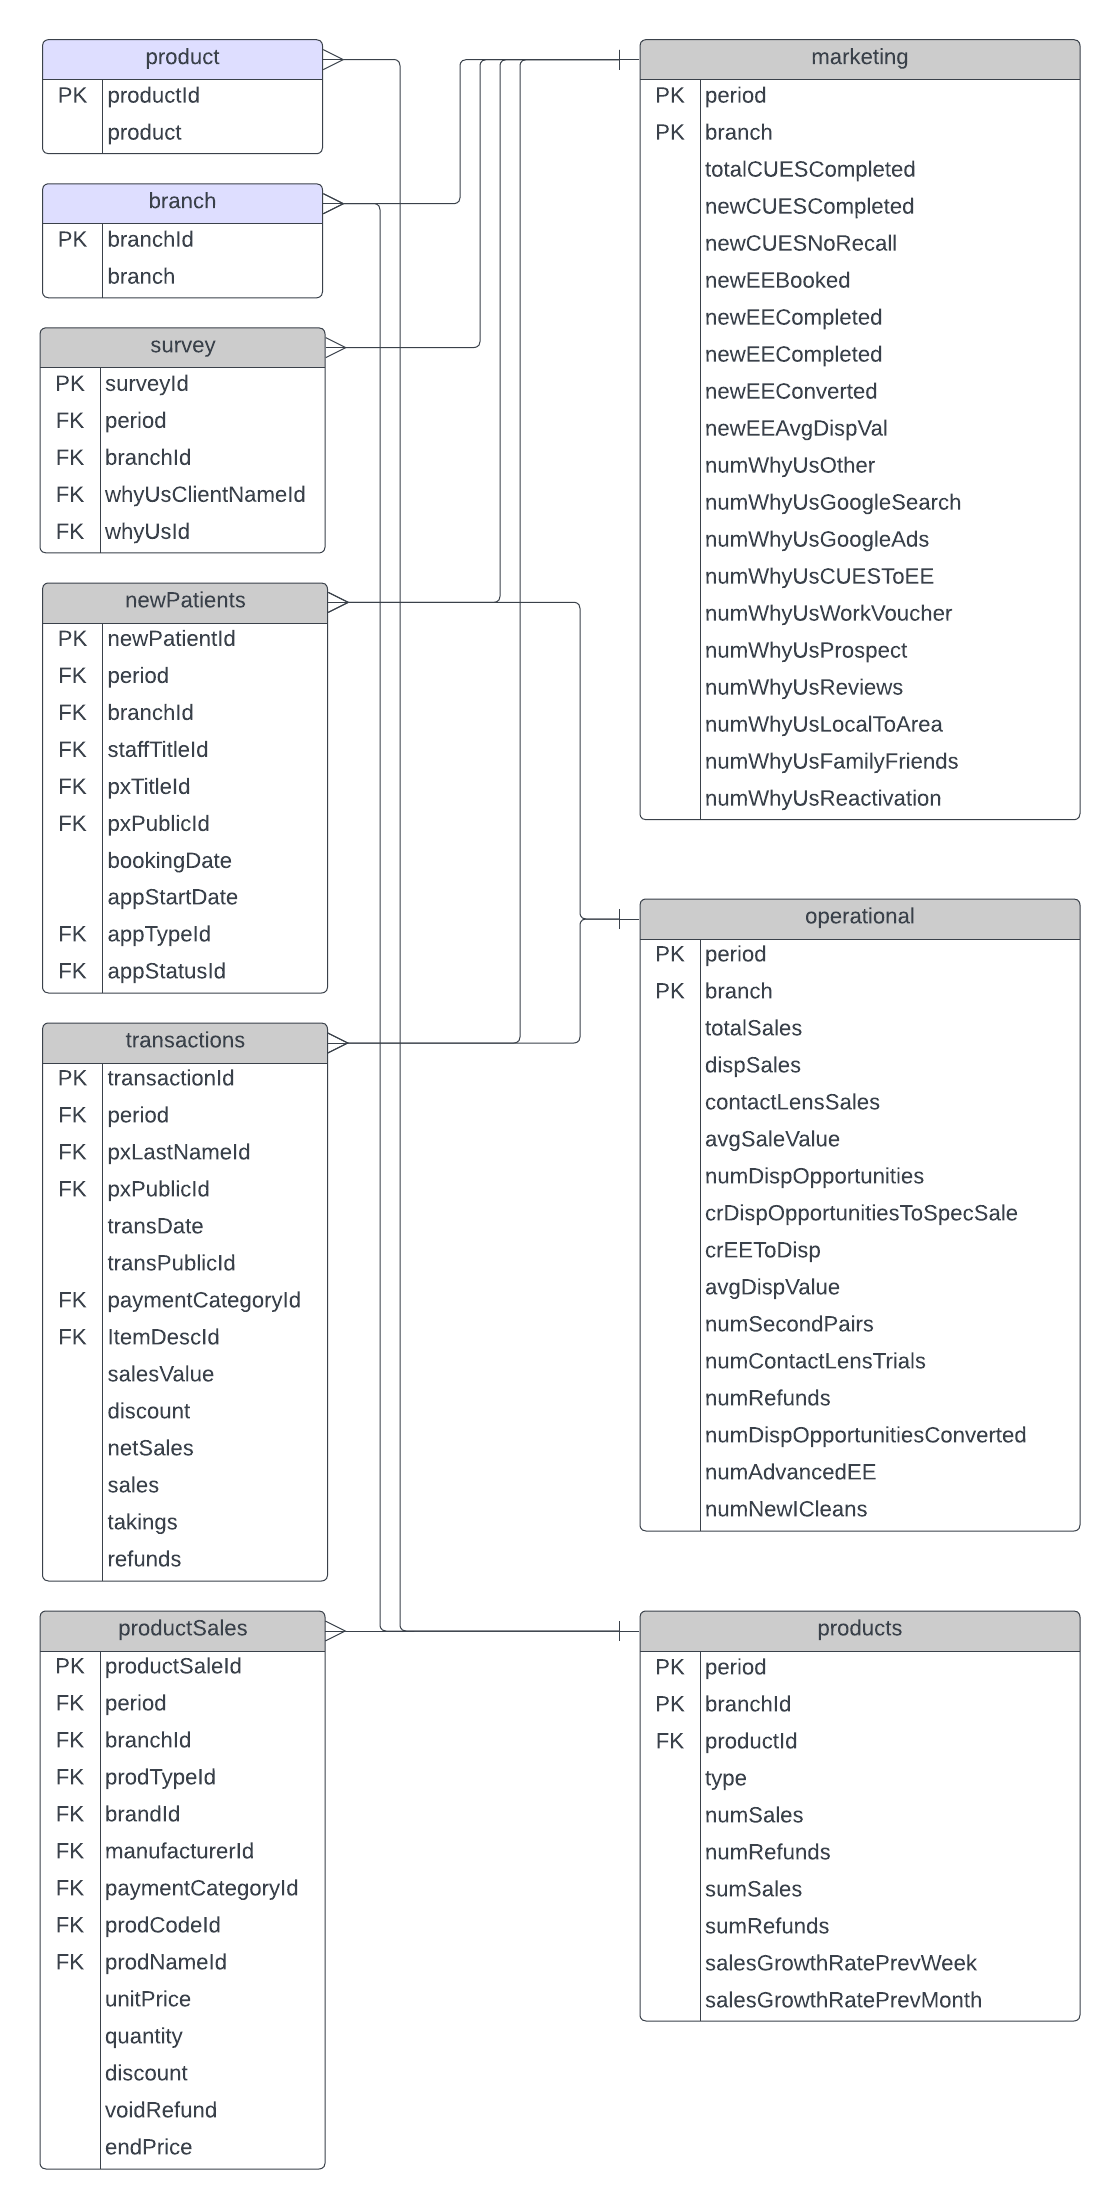 product
PK productId
product
branch
PK branchId
branch
survey
PK surveyId
FK period
FK branchId
FK whyUsClientNameId
FK whyUsId
newPatients
PK newPatientId
FK period
FK branchId
FK staffTitleId
FK pxTitleId
FK pxPublicId
bookingDate
appStartDate
FK appTypeId
FK appStatusId
transactions
PK transactionId
FK period
FK pxLastNameId
FK pxPublicId
transDate
transPublicId
FK paymentCategoryId
FK ItemDescId
salesValue
discount
netSales
sales
takings
refunds
productSales
PK productSaleId
FK period
FK branchId
FK prodTypeId
FK brandId
FK manufacturerId
FK paymentCategoryId
FK prodCodeId
FK prodNameId
unitPrice
quantity
discount
voidRefund
endPrice
marketing
PK period
PK branch
totalCUESCompleted
newCUESCompleted
newCUESNoRecall
newEEBooked
newEECompleted
newEECompleted
newEEConverted
newEEAvgDispVal
numWhyUsOther
numWhyUsGoogleSearch
numWhyUsGoogleAds
numWhyUsCUESToEE
numWhyUsWorkVoucher
numWhyUsProspect
numWhyUsReviews
numWhyUsLocalToArea
numWhyUsFamilyFriends
numWhyUsReactivation
operational
PK period
PK branch
totalSales
dispSales
contactLensSales
avgSaleValue
numDispOpportunities
crDispOpportunitiesToSpecSale
crEEToDisp
avgDispValue
numSecondPairs
numContactLensTrials
numRefunds
numDispOpportunitiesConverted
numAdvancedEE
numNewICleans
products
PK period
PK branchId
FK productId
type
numSales
numRefunds
sumSales
sumRefunds
salesGrowthRatePrevWeek
salesGrowthRatePrevMonth